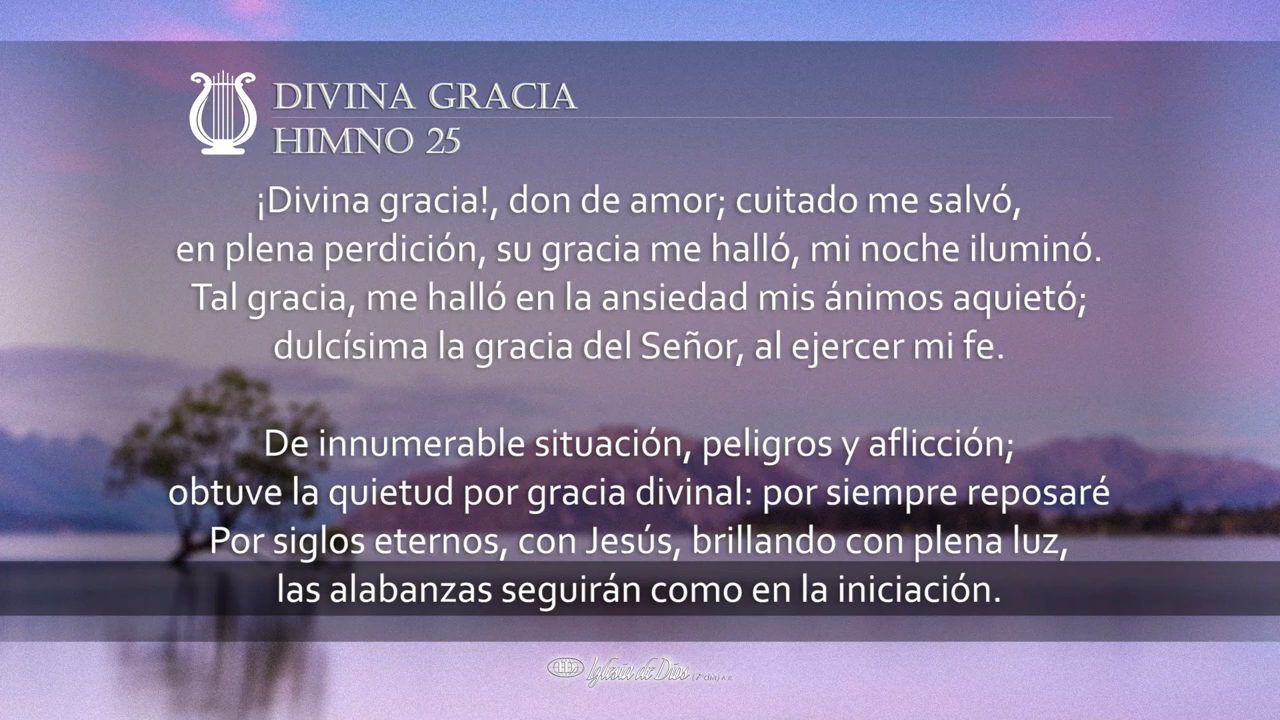 DIVINA GRACIA
HIMNO 25
¡Divina gracia!, don de amor; cuitado me salvó,
en plena perdición, su gracia me halló, mi noche iluminó.
Tal gracia, me halló en la ansiedad mis ánimos aquietó;
dulcísima la gracia del Señor, al ejercer mi fe.
De innumerable situación, peligros y aflicción;
obtuve la quietud por gracia divinal: por siempre reposaré
Por siglos eternos, con Jesús, brillando con plena luz,
las alabanzas seguirán como en la iniciación.
Iglesia de Dios (7º día)